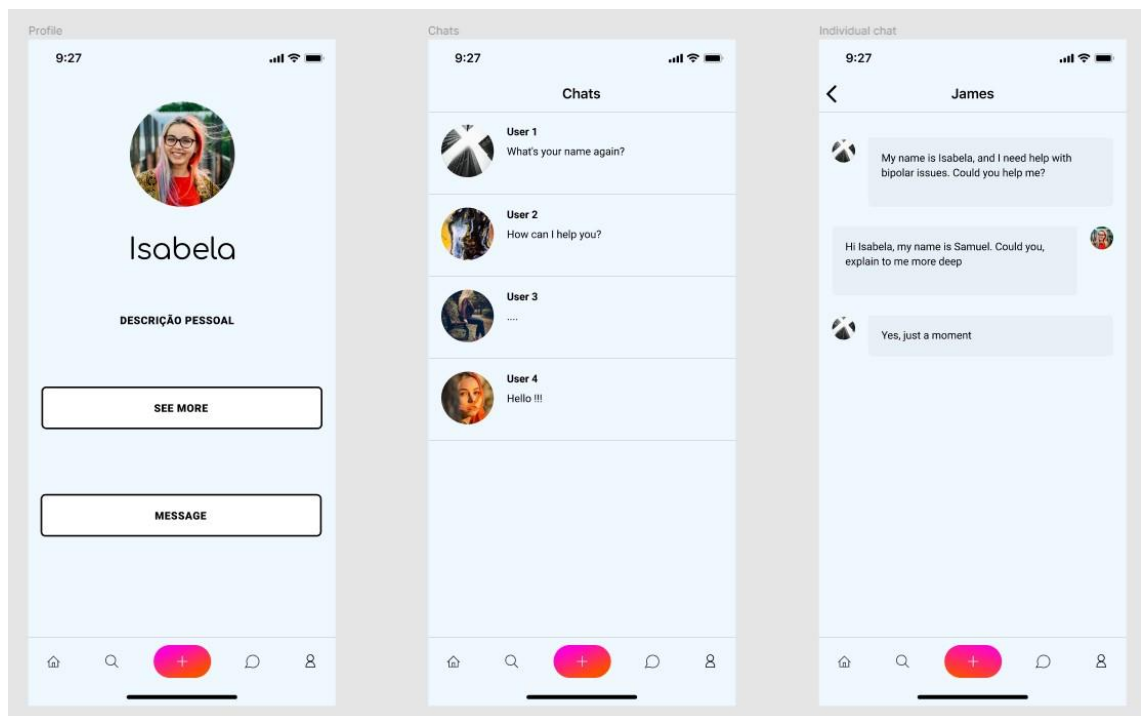 Profile
9:27
Isabela
DESCRIÇÃO PESSOAL
SEE MORE
MESSAGE
Chats
9:27
Chats
User 1
What's your name again?
User 2
How can I help you?
User 3
....
User 4
Hello !!!
Individual chat
9:27
James
My name is Isabela, and I need help with
bipolar issues. Could you help me?
Hi Isabela, my name is Samuel. Could you,
explain to me more deep
Yes, just a moment